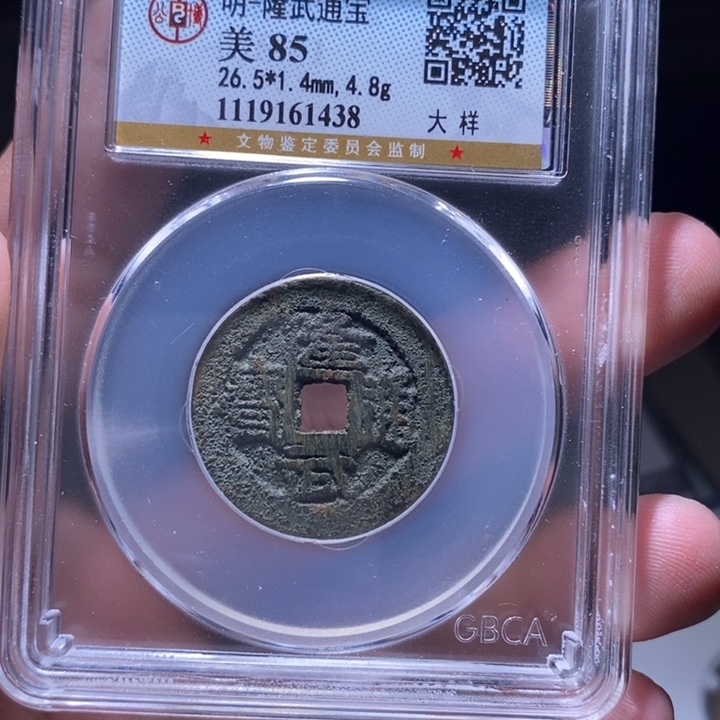 明-隆武通宝
美 85
26.5*1.4mm, 4.8g
1119161438
大样
★ 文物鉴定委员会监制 ★
隆武通寳
GBCA